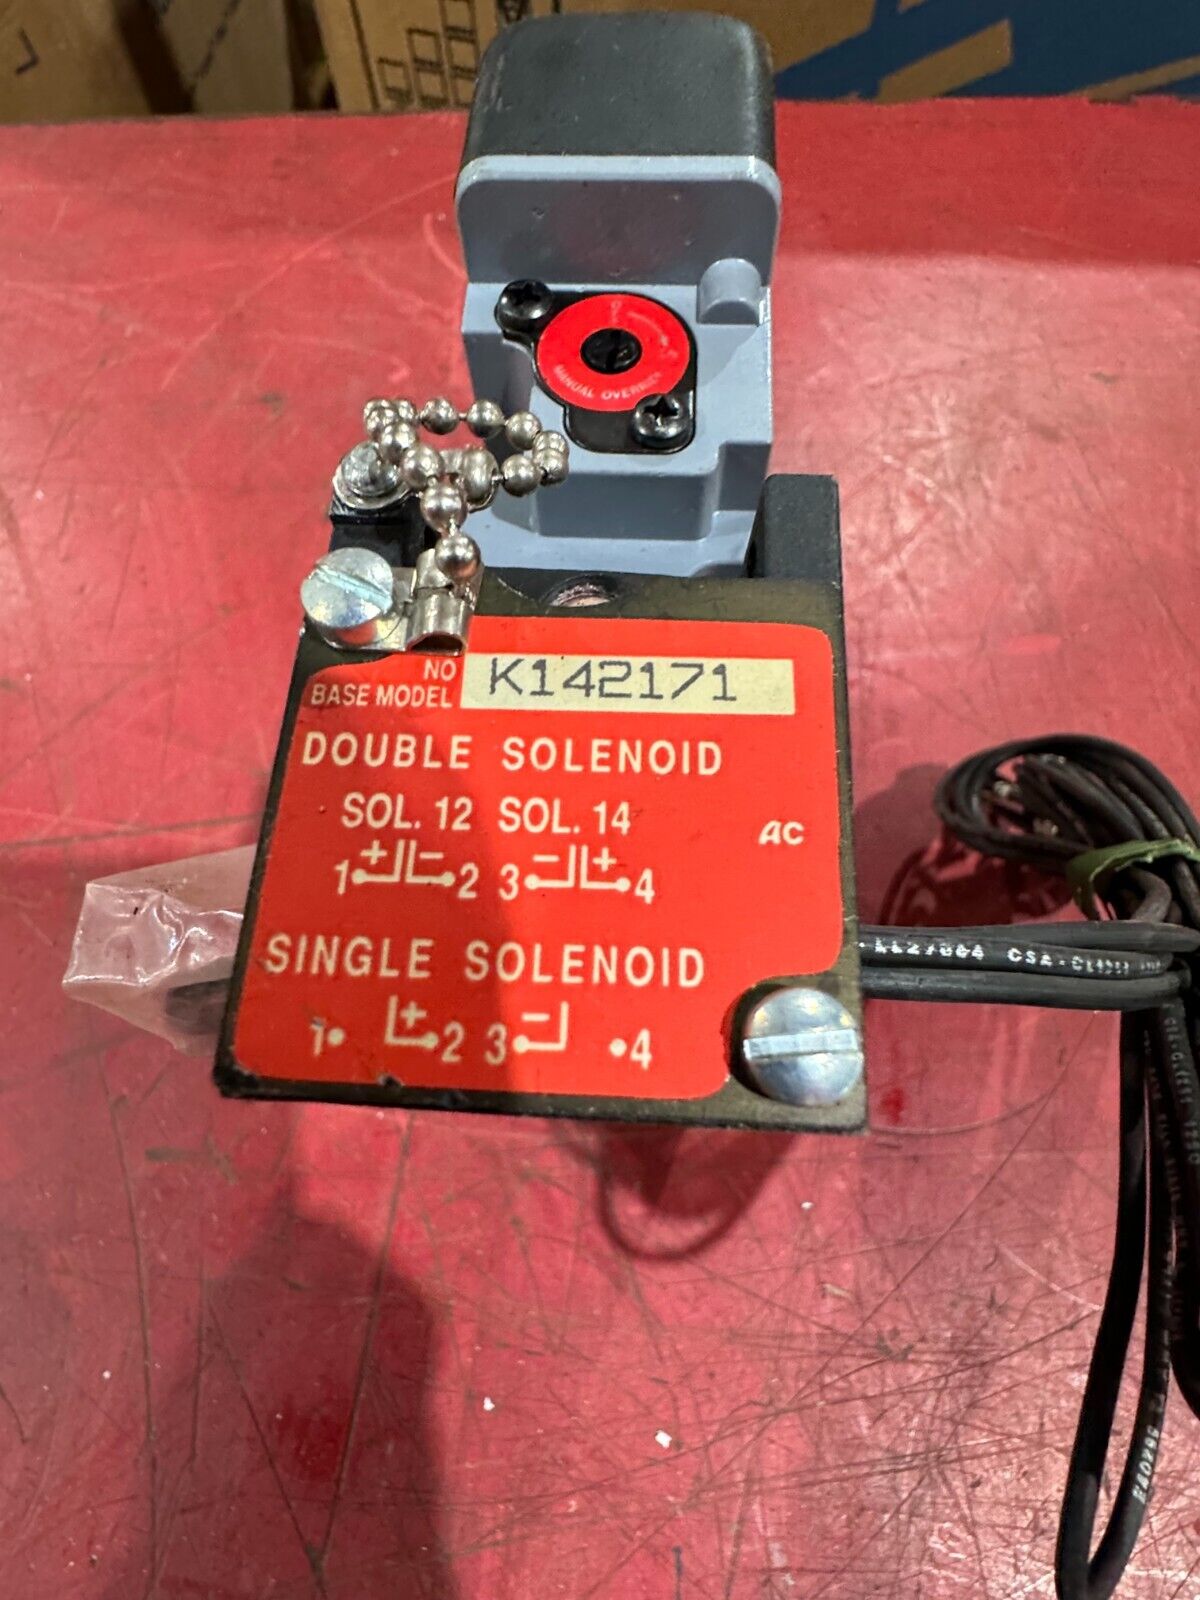 MANUAL OVERRIDE
NO
BASE MODEL K142171
DOUBLE SOLENOID
SOL. 12 SOL. 14
AC
1 + - 2 3 - + 4
SINGLE SOLENOID
1 + 2 3 - 4
LL27004 CSA-